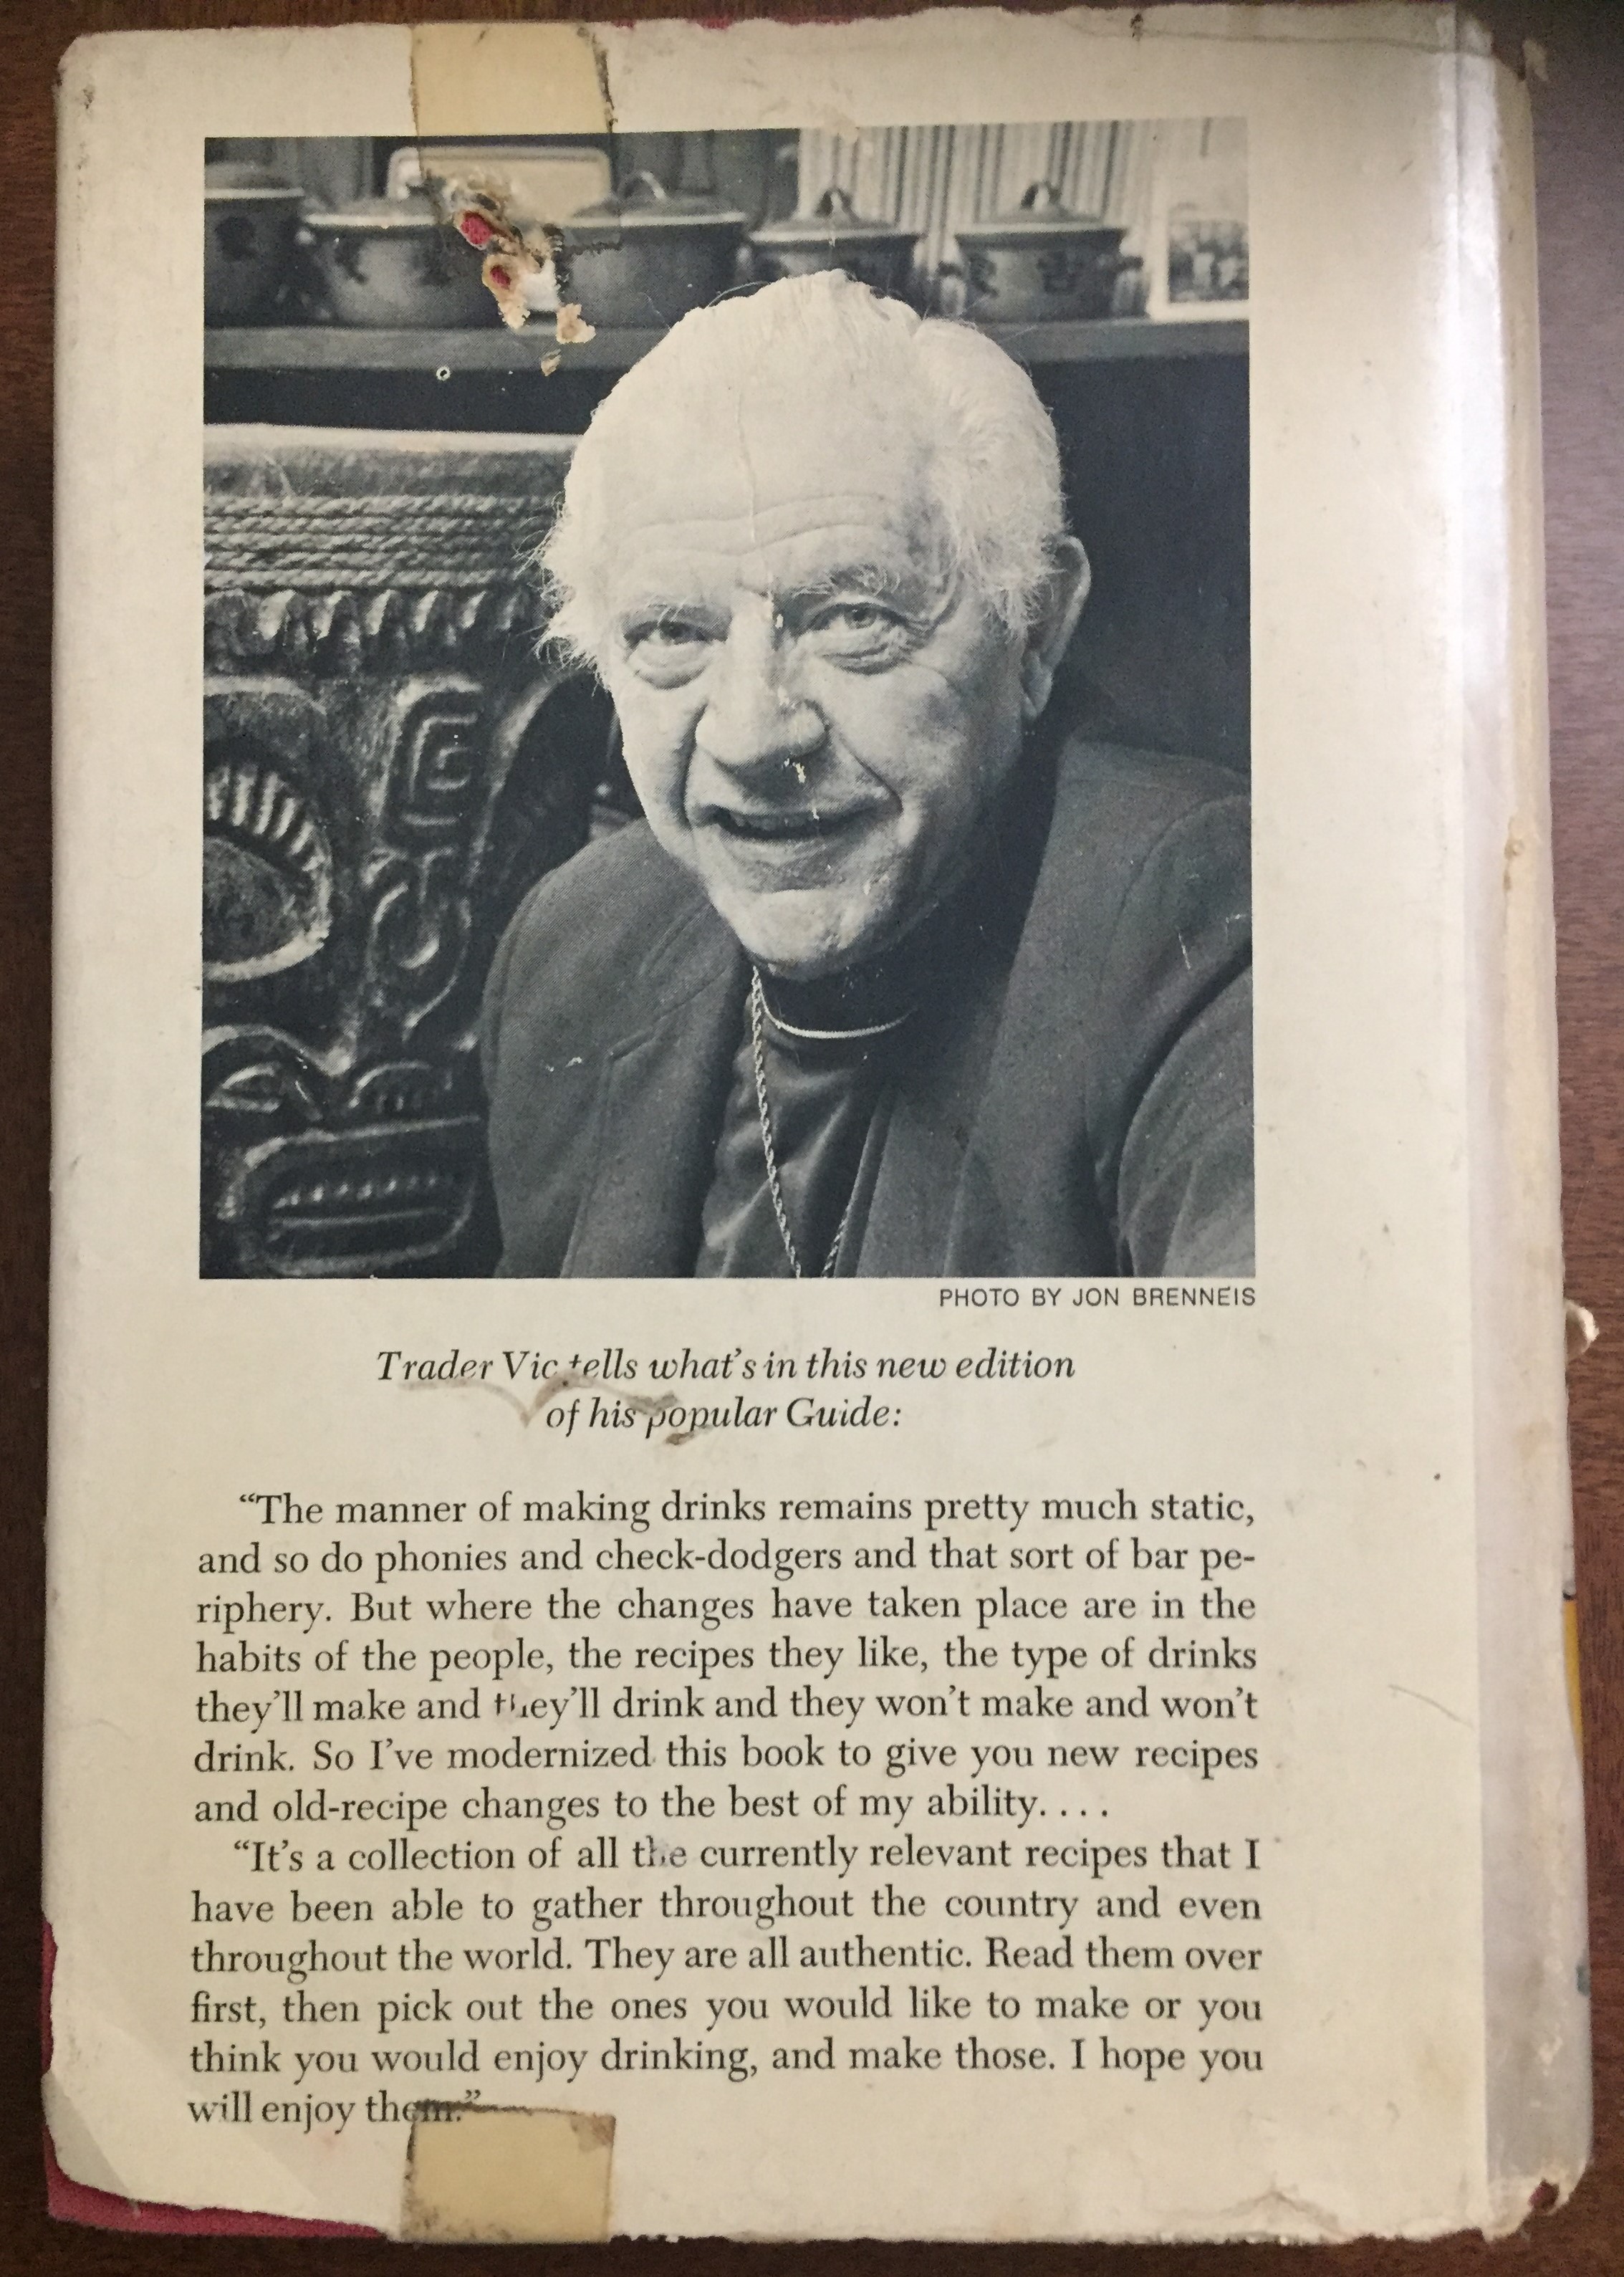 PHOTO BY JON BRENNEIS
Trader Vic tells what's in this new edition
of his popular Guide:
“The manner of making drinks remains pretty much static,
and so do phonies and check-dodgers and that sort of bar pe-
riphery. But where the changes have taken place are in the
habits of the people, the recipes they like, the type of drinks
they’ll make and they’ll drink and they won’t make and won’t
drink. So I’ve modernized this book to give you new recipes
and old-recipe changes to the best of my ability. . . .
“It’s a collection of all the currently relevant recipes that I
have been able to gather throughout the country and even
throughout the world. They are all authentic. Read them over
first, then pick out the ones you would like to make or you
think you would enjoy drinking, and make those. I hope you
will enjoy them.”